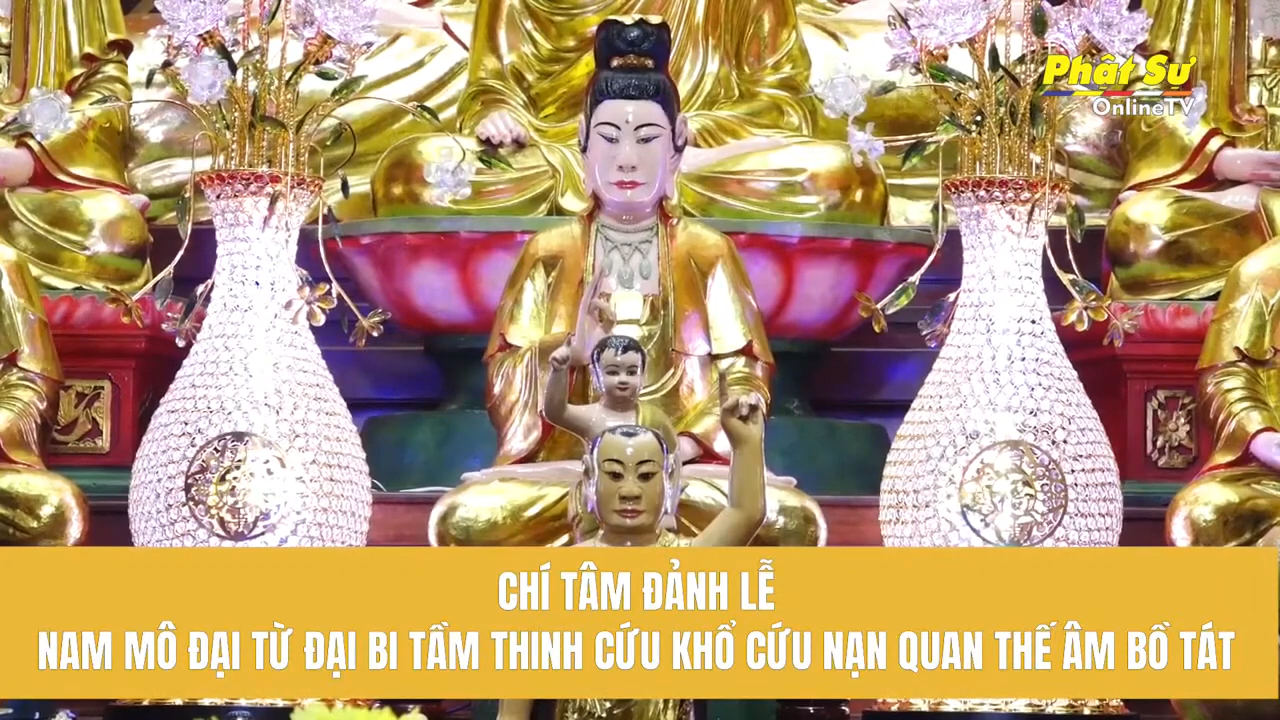 Phật Sự
OnlineTV
CHÍ TÂM ĐẢNH LỄ
NAM MÔ ĐẠI TỪ ĐẠI BI TẦM THINH CỨU KHỔ CỨU NẠN QUAN THẾ ÂM BỒ TÁT